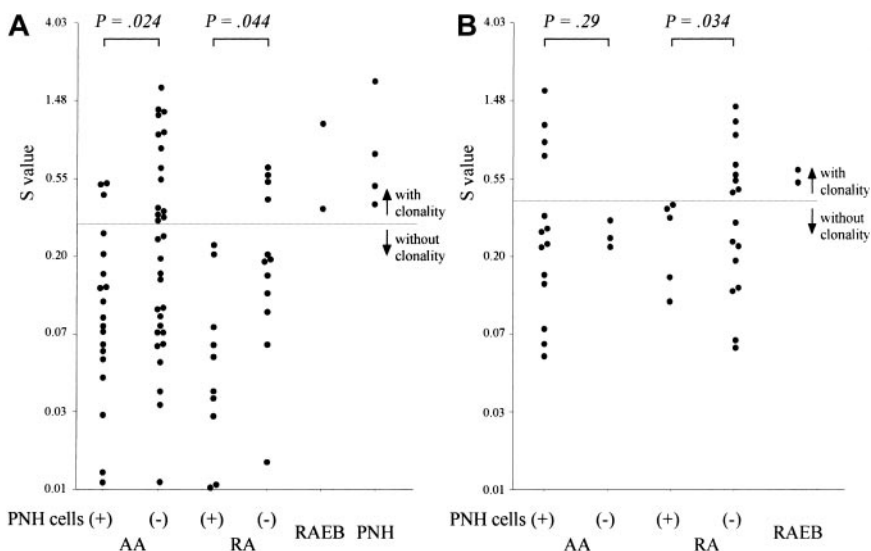 A
P = .024
P = .044
S value
4.03
1.48
0.55
0.20
0.07
0.03
0.01
with
clonality
without
clonality
PNH cells (+) (-) (+) (-) RAEB PNH
AA RA
B
P = .29
P = .034
S value
4.03
1.48
0.55
0.20
0.07
0.03
0.01
with
clonality
without
clonality
PNH cells (+) (-) (+) (-) RAEB
AA RA